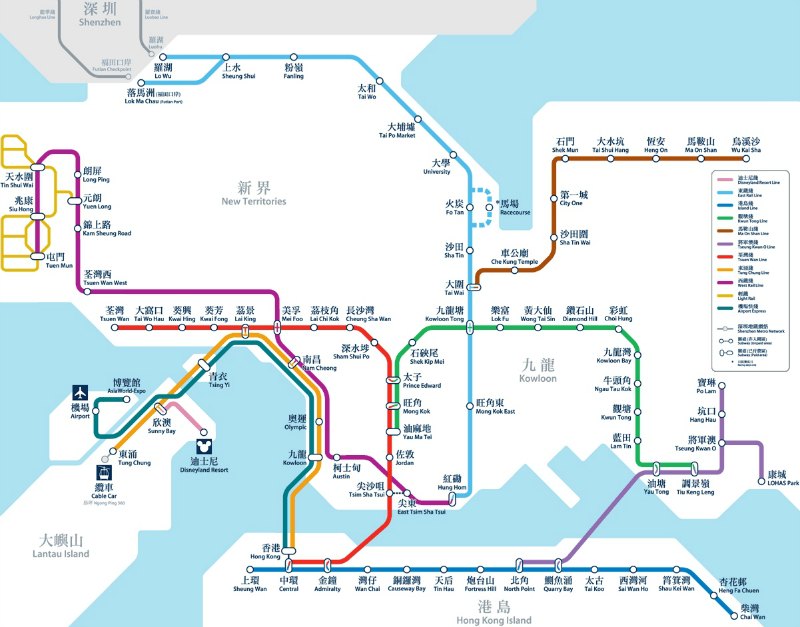 深圳
Shenzhen
羅湖
Luohu
福田口岸
Futian Checkpoint
羅湖
Lo Wu
上水
Sheung Shui
粉嶺
Fanling
落馬洲(福田口岸)
Lok Ma Chau (Futian Port)
太和
Tai Wo
大埔墟
Tai Po Market
大學
University
火炭
Fo Tan
馬場
Racecourse
沙田
Sha Tin
大圍
Tai Wai
石門
Shek Mun
大水坑
Tai Shui Hang
恆安
Heng On
馬鞍山
Ma On Shan
烏溪沙
Wu Kai Sha
第一城
City One
沙田圍
Sha Tin Wai
車公廟
Che Kung Temple
新界
New Territories
天水圍
Tin Shui Wai
朗屏
Long Ping
兆康
Siu Hong
元朗
Yuen Long
錦上路
Kam Sheung Road
屯門
Tuen Mun
荃灣西
Tsuen Wan West
荃灣
Tsuen Wan
大窩口
Tai Wo Hau
葵興
Kwai Hing
葵芳
Kwai Fong
荔景
Lai King
美孚
Mei Foo
荔枝角
Lai Chi Kok
長沙灣
Cheung Sha Wan
深水埗
Sham Shui Po
九龍塘
Kowloon Tong
樂富
Lok Fu
黃大仙
Wong Tai Sin
鑽石山
Diamond Hill
彩虹
Choi Hung
石硤尾
Shek Kip Mei
太子
Prince Edward
旺角
Mong Kok
油麻地
Yau Ma Tei
佐敦
Jordan
尖沙咀
Tsim Sha Tsui
尖東
East Tsim Sha Tsui
紅磡
Hung Hom
旺角東
Mong Kok East
九龍
Kowloon
九龍灣
Kowloon Bay
牛頭角
Ngau Tau Kok
觀塘
Kwun Tong
藍田
Lam Tin
油塘
Yau Tong
調景嶺
Tiu Keng Leng
寶琳
Po Lam
坑口
Hang Hau
將軍澳
Tseung Kwan O
康城
LOHAS Park
南昌
Nam Cheong
奧運
Olympic
九龍
Kowloon
柯士甸
Austin
青衣
Tsing Yi
博覽館
AsiaWorld-Expo
機場
Airport
欣澳
Sunny Bay
迪士尼
Disneyland Resort
東涌
Tung Chung
纜車
Cable Car
昂坪 Ngong Ping 360
大嶼山
Lantau Island
香港
Hong Kong
上環
Sheung Wan
中環
Central
金鐘
Admiralty
灣仔
Wan Chai
銅鑼灣
Causeway Bay
天后
Tin Hau
炮台山
Fortress Hill
北角
North Point
鰂魚涌
Quarry Bay
太古
Tai Koo
西灣河
Sai Wan Ho
筲箕灣
Shau Kei Wan
杏花邨
Heng Fa Chuen
柴灣
Chai Wan
港島
Hong Kong Island
迪士尼綫
Disneyland Resort Line
東鐵綫
East Rail Line
港島綫
Island Line
觀塘綫
Kwun Tong Line
馬鞍山綫
Ma On Shan Line
將軍澳綫
Tseung Kwan O Line
荃灣綫
Tsuen Wan Line
東涌綫
Tung Chung Line
西鐵綫
West Rail Line
輕鐵
Light Rail
機場快綫
Airport Express